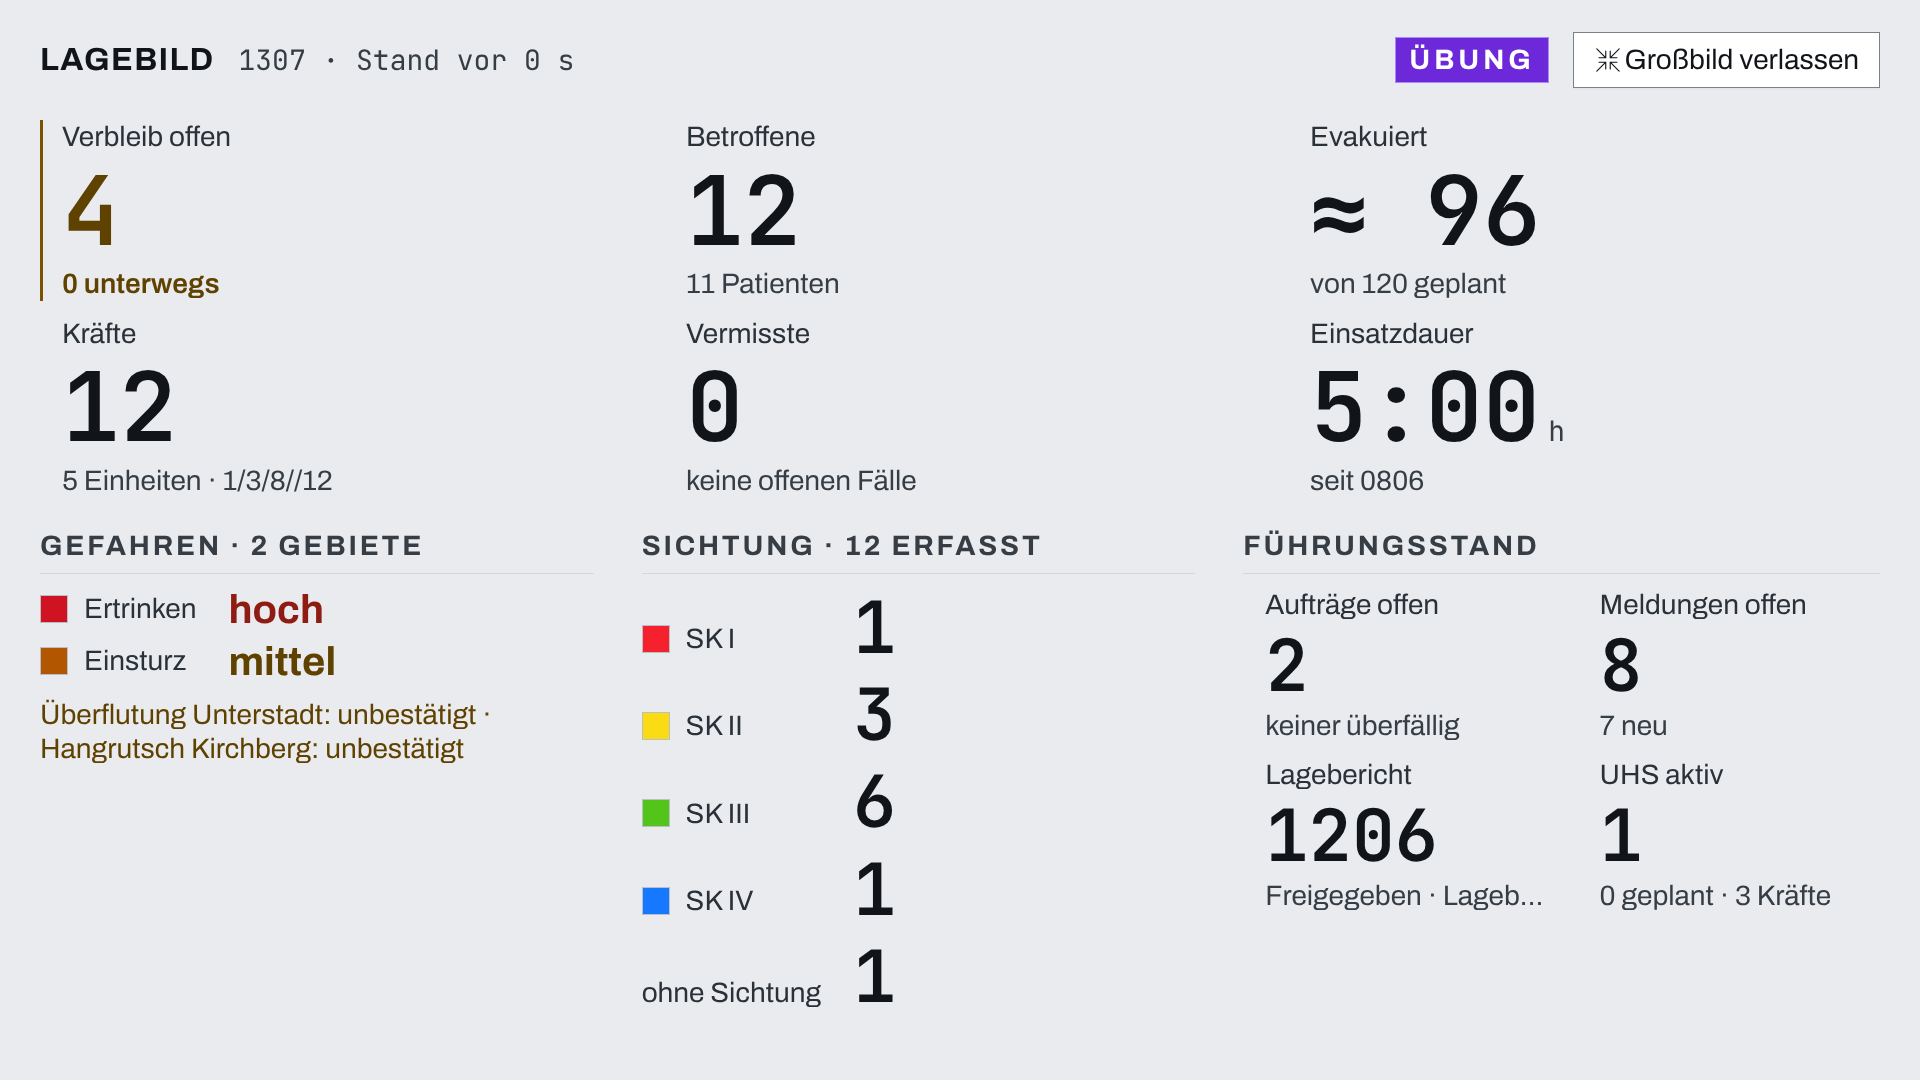 LAGEBILD 1307 · Stand vor 0 s
ÜBUNG
Großbild verlassen
Verbleib offen
4
0 unterwegs
Betroffene
12
11 Patienten
Evakuiert
≈ 96
von 120 geplant
Kräfte
12
5 Einheiten · 1/3/8//12
Vermisste
0
keine offenen Fälle
Einsatzdauer
5:00 h
seit 0806
GEFAHREN · 2 GEBIETE
Ertrinken hoch
Einsturz mittel
Überflutung Unterstadt: unbestätigt ·
Hangrutsch Kirchberg: unbestätigt
SICHTUNG · 12 ERFASST
SK I 1
SK II 3
SK III 6
SK IV 1
ohne Sichtung 1
FÜHRUNGSSTAND
Aufträge offen
2
keiner überfällig
Meldungen offen
8
7 neu
Lagebericht
1206
Freigegeben · Lageb...
UHS aktiv
1
0 geplant · 3 Kräfte